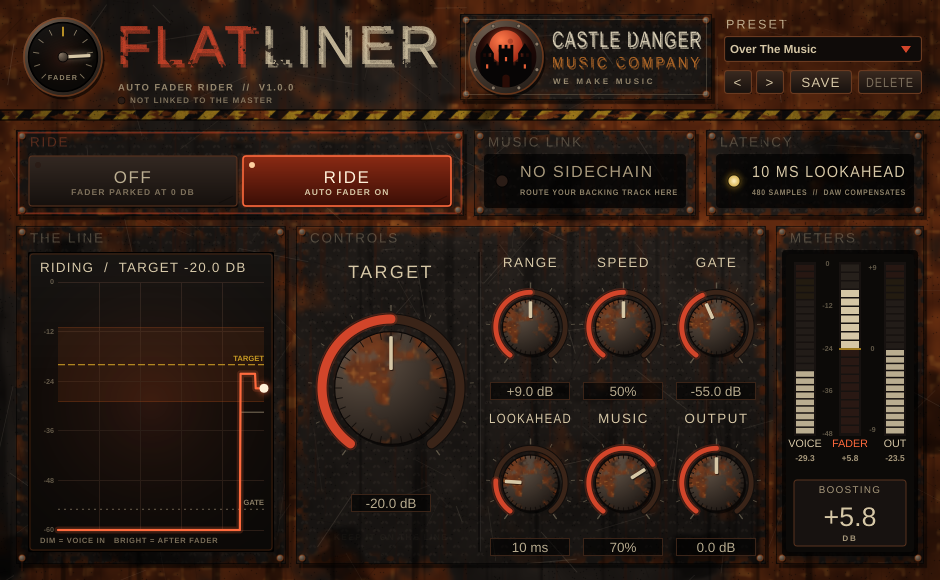 FADER
FLATLINER
AUTO FADER RIDER // V1.0.0
NOT LINKED TO THE MASTER
CASTLE DANGER
MUSIC COMPANY
WE MAKE MUSIC
PRESET
Over The Music
< > SAVE DELETE
RIDE
OFF
FADER PARKED AT 0 DB
RIDE
AUTO FADER ON
MUSIC LINK
NO SIDECHAIN
ROUTE YOUR BACKING TRACK HERE
LATENCY
10 MS LOOKAHEAD
480 SAMPLES // DAW COMPENSATES
THE LINE
RIDING / TARGET -20.0 DB
0
-12
TARGET
-24
-36
-48
GATE
-60
DIM = VOICE IN BRIGHT = AFTER FADER
CONTROLS
TARGET
-20.0 dB
RANGE SPEED GATE
+9.0 dB 50% -55.0 dB
LOOKAHEAD MUSIC OUTPUT
10 ms 70% 0.0 dB
METERS
0 +9
-12
-24 0
-36
-48 -9
VOICE FADER OUT
-29.3 +5.8 -23.5
BOOSTING
+5.8
DB